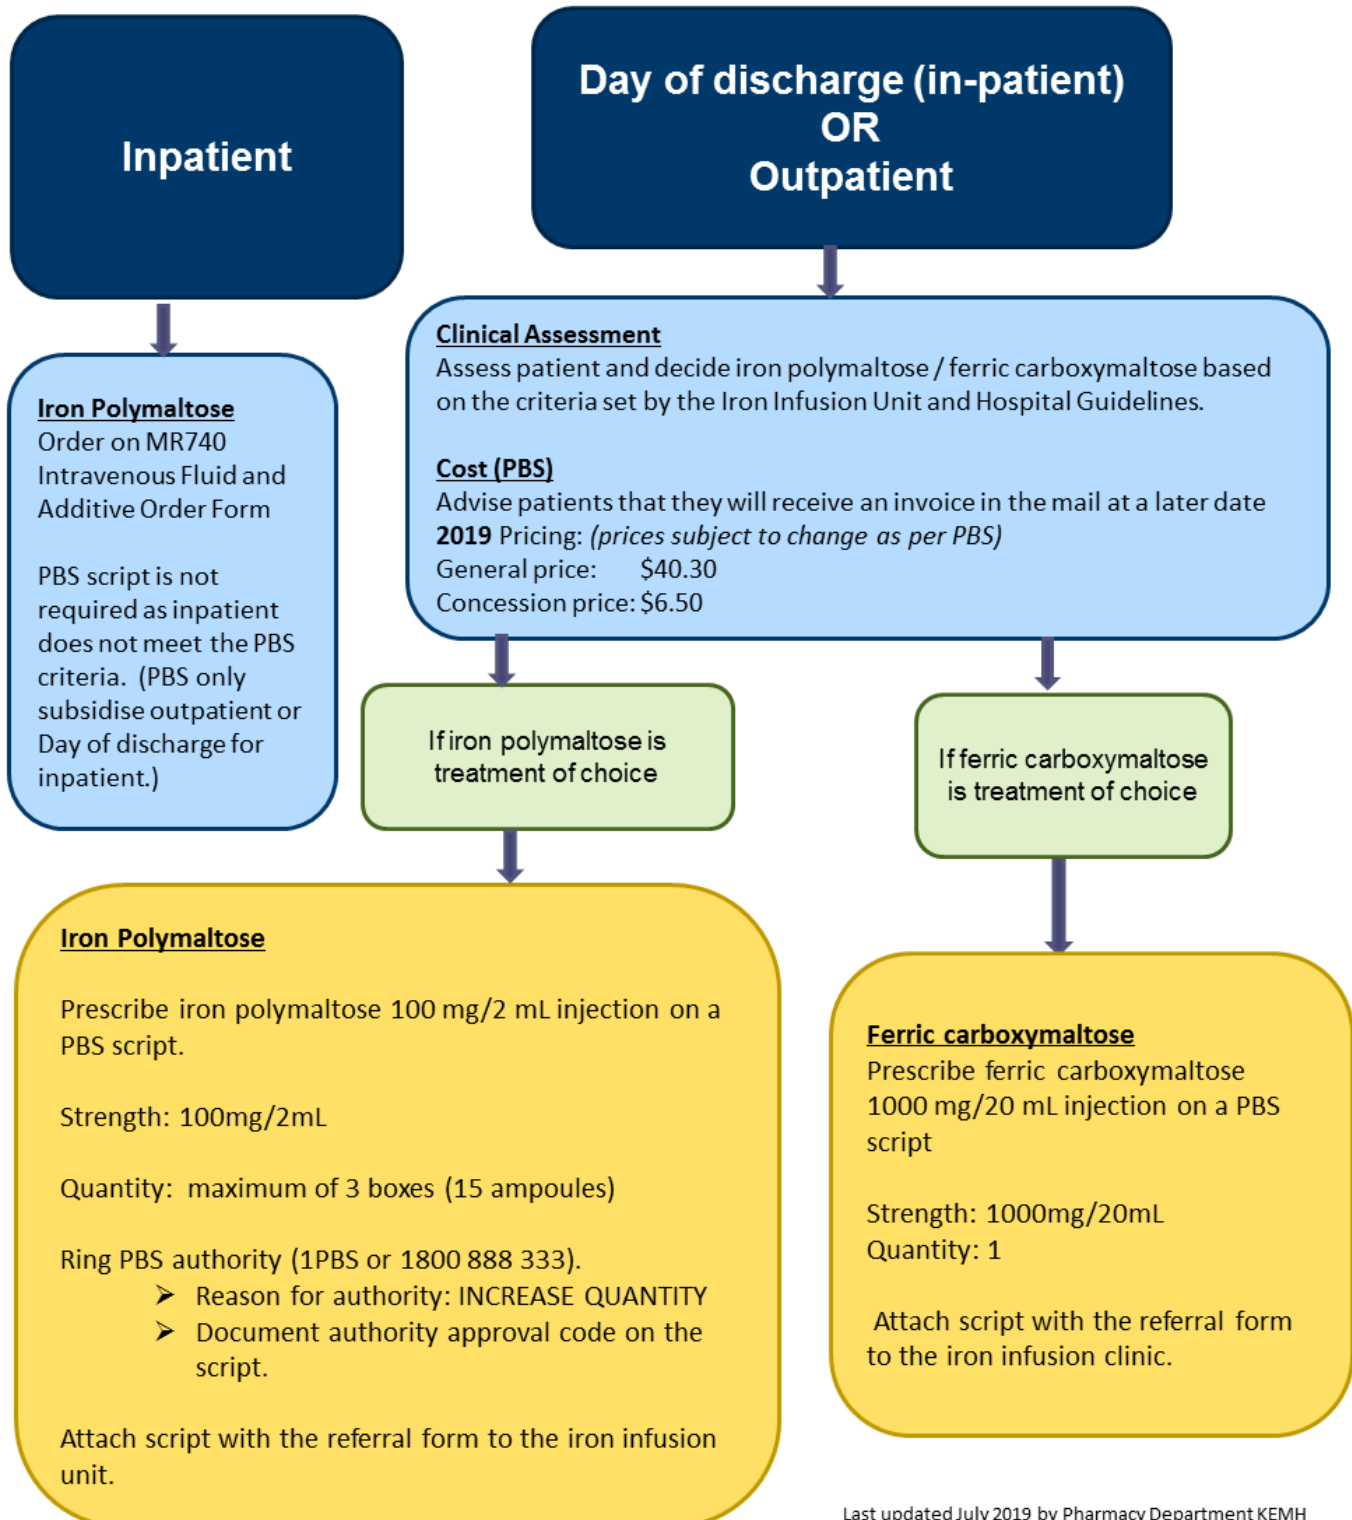 Inpatient
Day of discharge (in-patient)
OR
Outpatient
Iron Polymaltose
Order on MR740
Intravenous Fluid and
Additive Order Form
PBS script is not
required as inpatient
does not meet the PBS
criteria. (PBS only
subsidise outpatient or
Day of discharge for
inpatient.)
Clinical Assessment
Assess patient and decide iron polymaltose / ferric carboxymaltose based
on the criteria set by the Iron Infusion Unit and Hospital Guidelines.
Cost (PBS)
Advise patients that they will receive an invoice in the mail at a later date
2019 Pricing: (prices subject to change as per PBS)
General price: $40.30
Concession price: $6.50
If iron polymaltose is
treatment of choice
If ferric carboxymaltose
is treatment of choice
Iron Polymaltose
Prescribe iron polymaltose 100 mg/2 mL injection on a
PBS script.
Strength: 100mg/2mL
Quantity: maximum of 3 boxes (15 ampoules)
Ring PBS authority (1PBS or 1800 888 333).
➢ Reason for authority: INCREASE QUANTITY
➢ Document authority approval code on the
script.
Attach script with the referral form to the iron infusion
unit.
Ferric carboxymaltose
Prescribe ferric carboxymaltose
1000 mg/20 mL injection on a PBS
script
Strength: 1000mg/20mL
Quantity: 1
Attach script with the referral form
to the iron infusion clinic.
Last updated July 2019 by Pharmacy Department KEMH